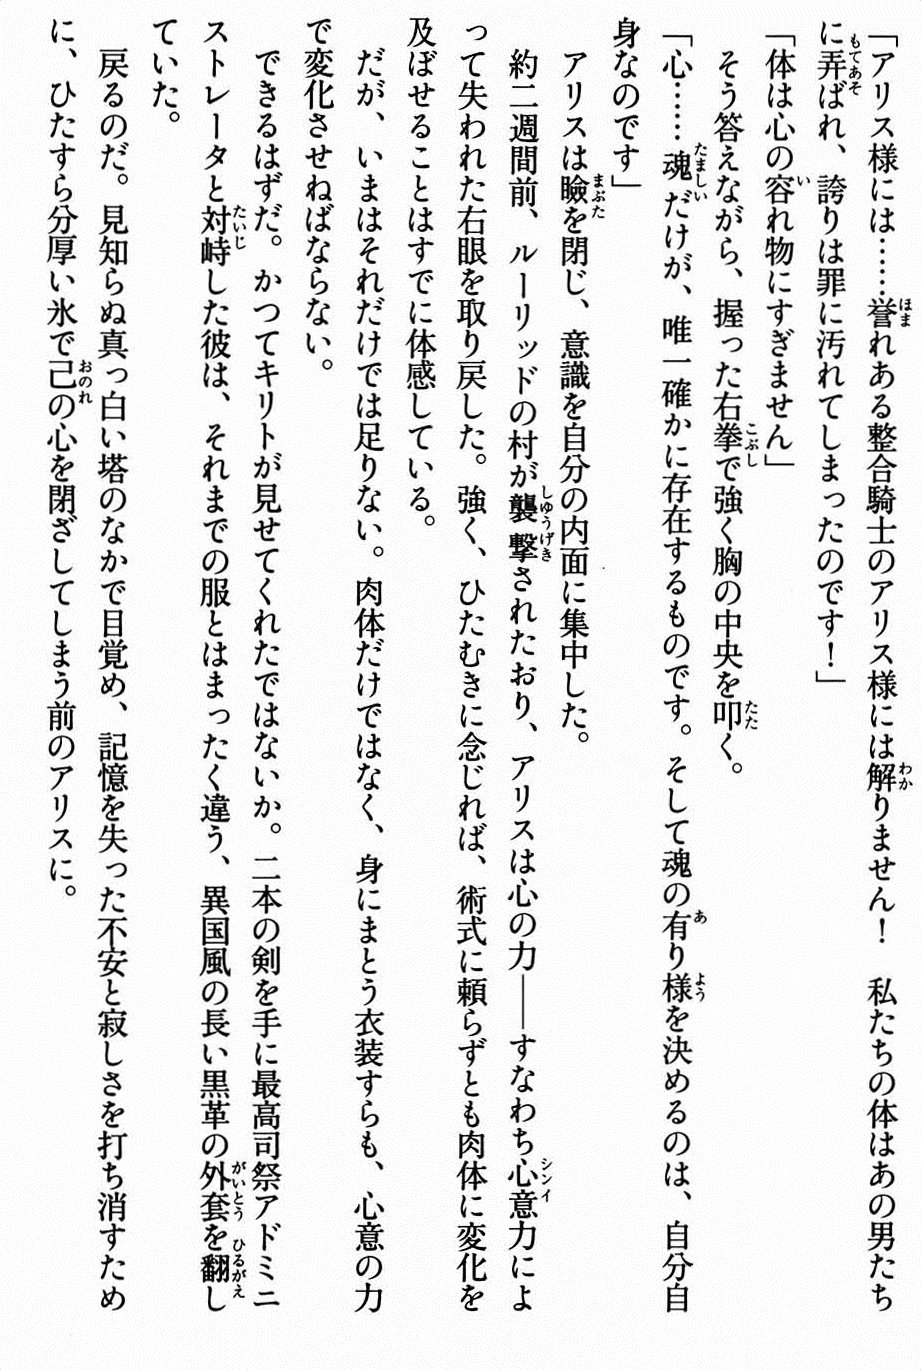 「アリス様には……誉れある整合騎士のアリス様には解りません！　私たちの体はあの男たち
に弄ばれ、誇りは罪に汚れてしまったのです！」
「体は心の容れ物にすぎません」
　そう答えながら、握った右拳で強く胸の中央を叩く。
「心……魂だけが、唯一確かに存在するものです。そして魂の有り様を決めるのは、自分自
身なのです」
　アリスは瞼を閉じ、意識を自分の内面に集中した。
　約二週間前、ルーリッドの村が襲撃されたおり、アリスは心の力――すなわち心意力によ
って失われた右眼を取り戻した。強く、ひたむきに念じれば、術式に頼らずとも肉体に変化を
及ぼせることはすでに体感している。
　だが、いまはそれだけでは足りない。肉体だけではなく、身にまとう衣装すらも、心意の力
で変化させねばならない。
　できるはずだ。かつてキリトが見せてくれたではないか。二本の剣を手に最高司祭アドミニ
ストレータと対峙した彼は、それまでの服とはまったく違う、異国風の長い黒革の外套を翻し
ていた。
　戻るのだ。見知らぬ真っ白い塔のなかで目覚め、記憶を失った不安と寂しさを打ち消すため
に、ひたすら分厚い氷で己の心を閉ざしてしまう前のアリスに。